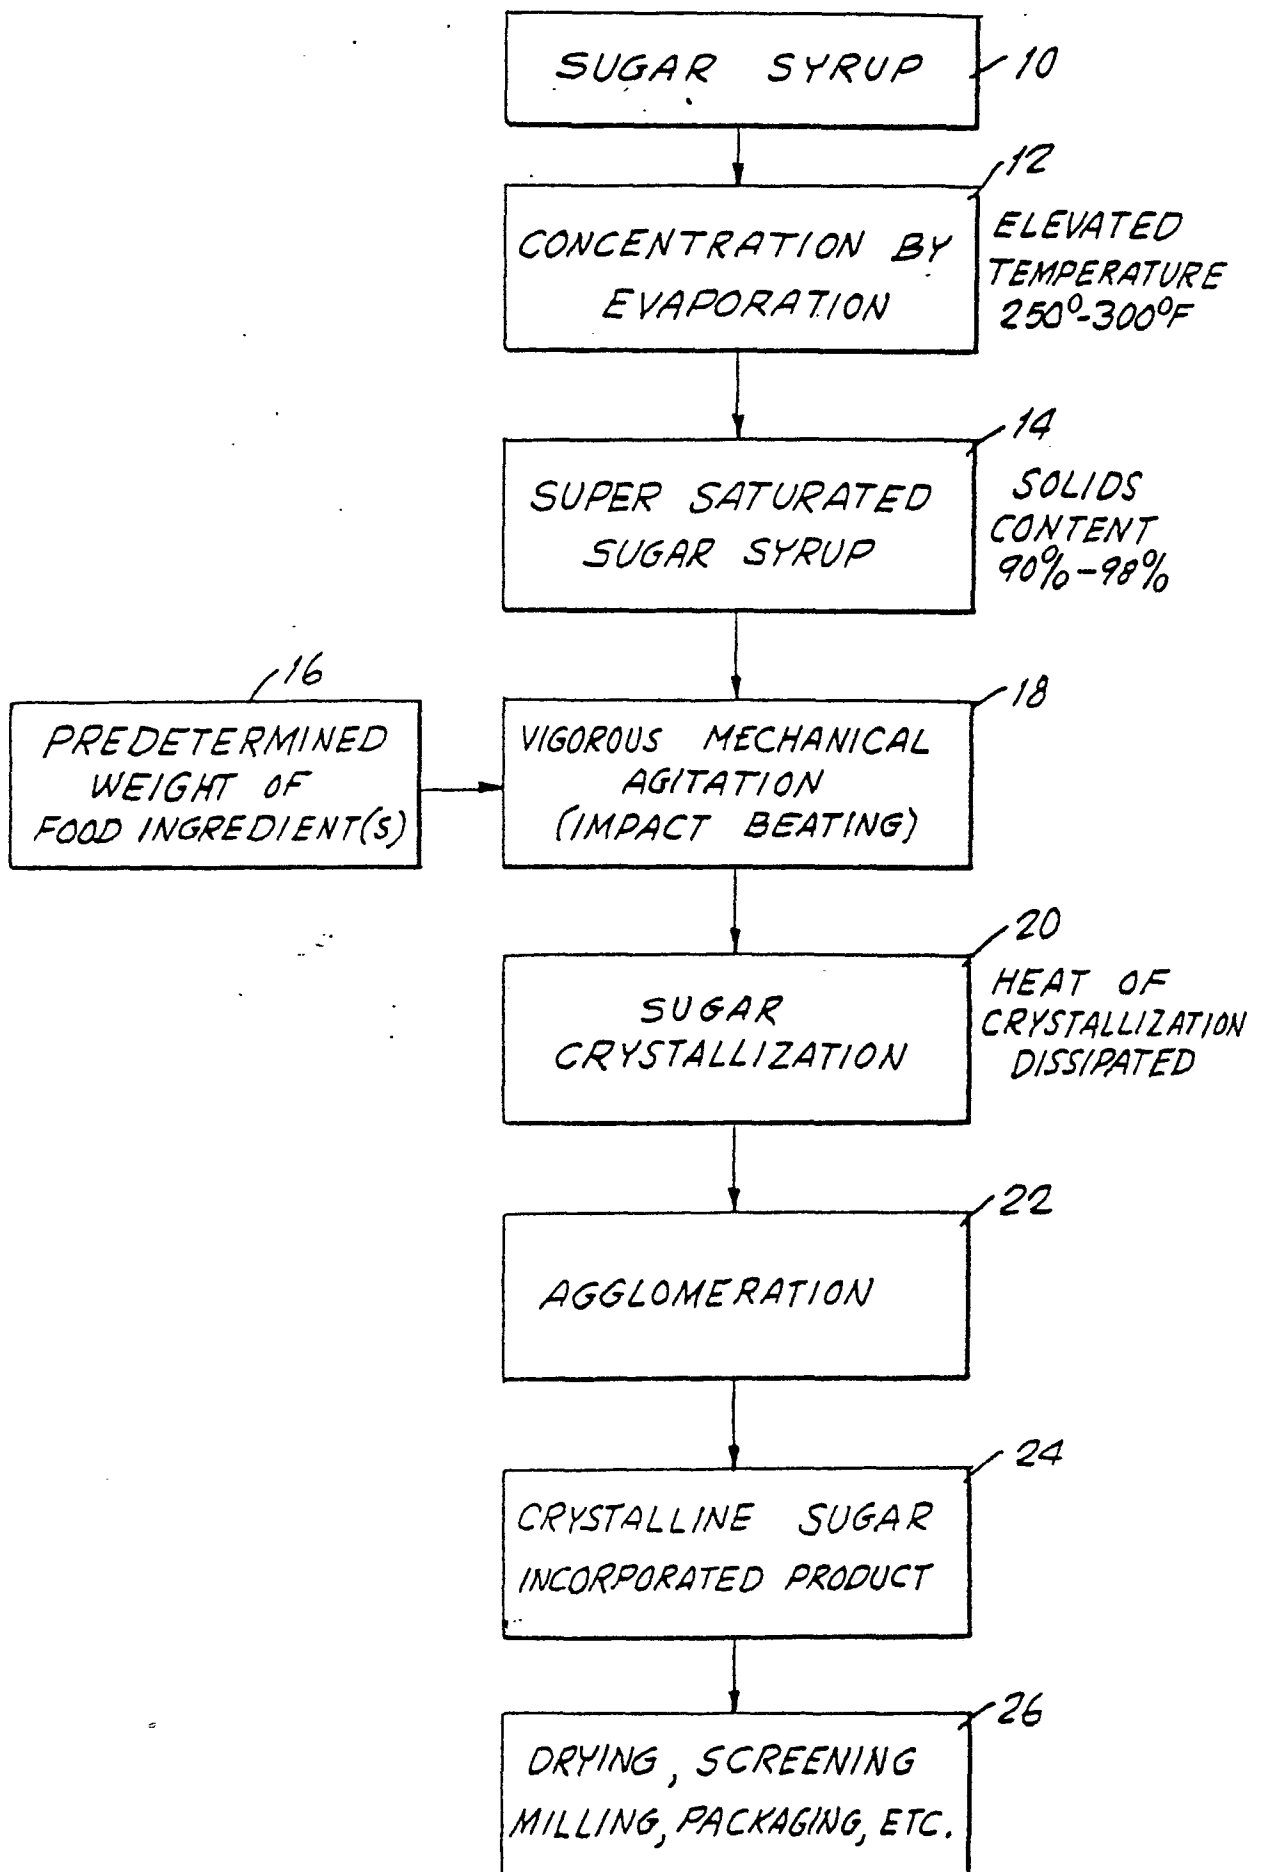 SUGAR SYRUP
10
12
CONCENTRATION BY
EVAPORATION
ELEVATED
TEMPERATURE
250°-300°F
14
SUPER SATURATED
SUGAR SYRUP
SOLIDS
CONTENT
90%-98%
16
PREDETERMINED
WEIGHT OF
FOOD INGREDIENT(S)
18
VIGOROUS MECHANICAL
AGITATION
(IMPACT BEATING)
20
SUGAR
CRYSTALLIZATION
HEAT OF
CRYSTALLIZATION
DISSIPATED
22
AGGLOMERATION
24
CRYSTALLINE SUGAR
INCORPORATED PRODUCT
26
DRYING, SCREENING
MILLING, PACKAGING, ETC.